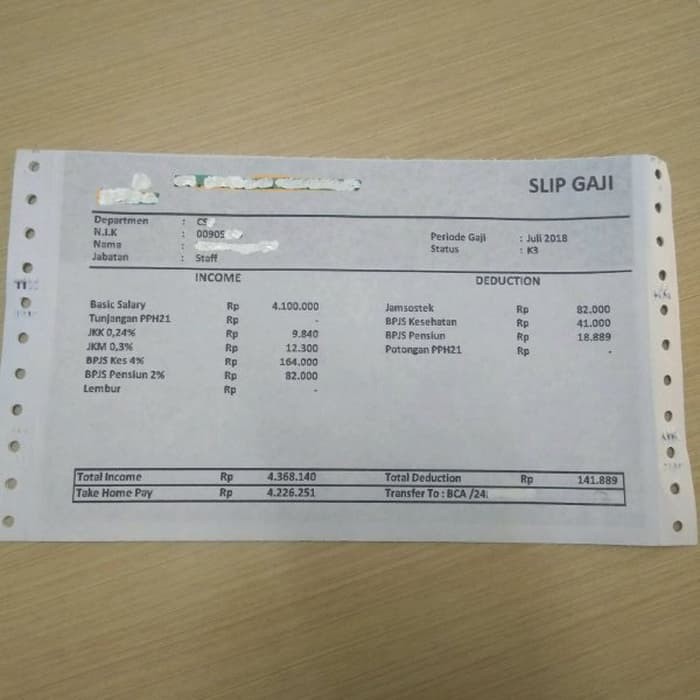 SLIP GAJI
Departmen : CS
N.I.K : 00905
Nama :
Jabatan : Staff
Periode Gaji : Juli 2018
Status : K3
INCOME
Basic Salary Rp 4.100.000
Tunjangan PPH21 Rp -
JKK 0,24% Rp 9.840
JKM 0,3% Rp 12.300
BPJS Kes 4% Rp 164.000
BPJS Pensiun 2% Rp 82.000
Lembur Rp -
DEDUCTION
Jamsostek Rp 82.000
BPJS Kesehatan Rp 41.000
BPJS Pensiun Rp 18.889
Potongan PPH21 Rp -
Total Income Rp 4.368.140
Take Home Pay Rp 4.226.251
Total Deduction Rp 141.889
Transfer To : BCA /24